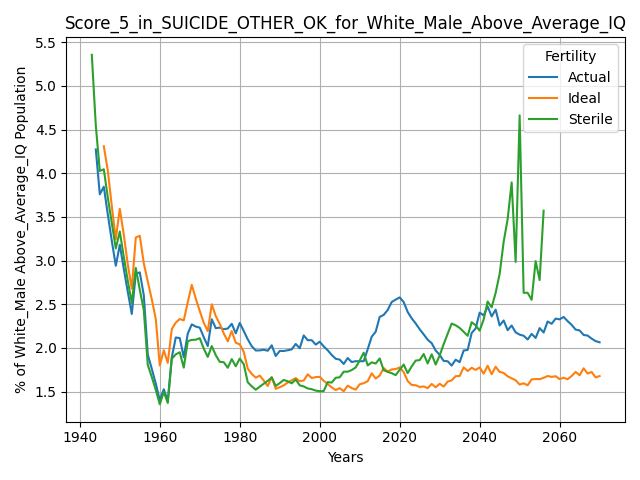 Score_5_in_SUICIDE_OTHER_OK_for_White_Male_Above_Average_IQ
% of White_Male Above_Average_IQ Population
5.5
5.0
4.5
4.0
3.5
3.0
2.5
2.0
1.5
Fertility
Actual
Ideal
Sterile
1940
1960
1980
2000
2020
2040
2060
Years